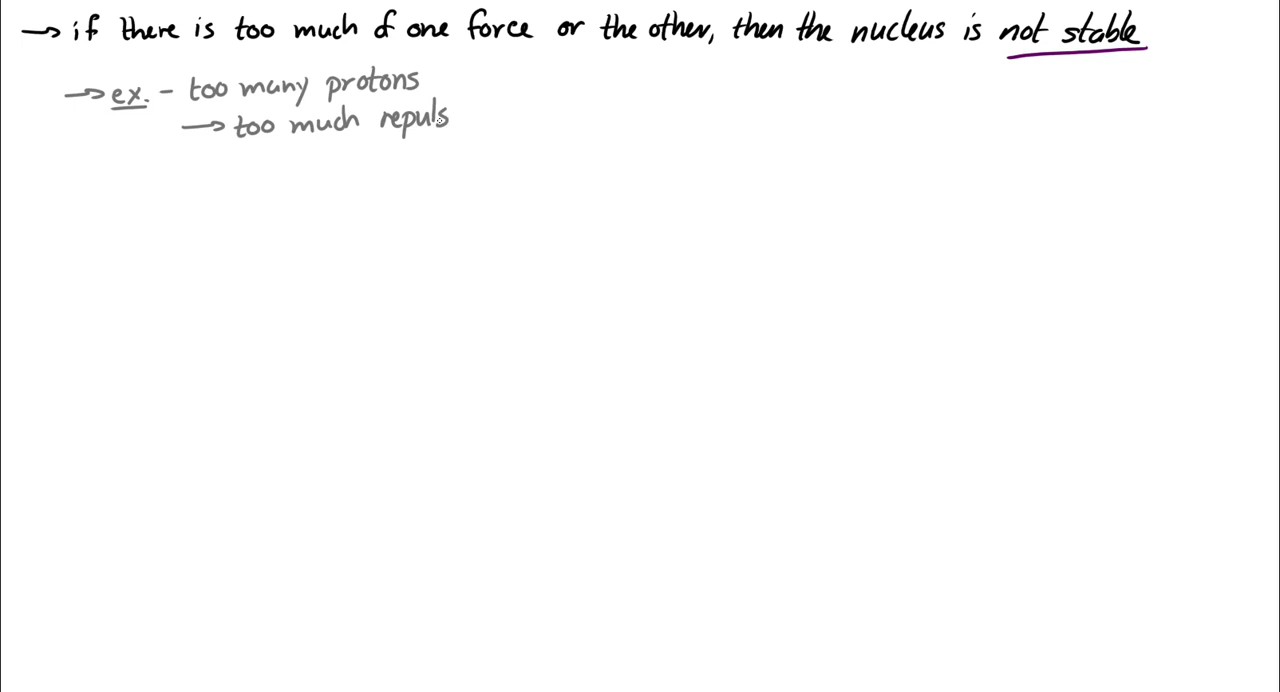 → if there is too much of one force or the other, then the nucleus is not stable
→ ex. - too many protons
→ too much repuls